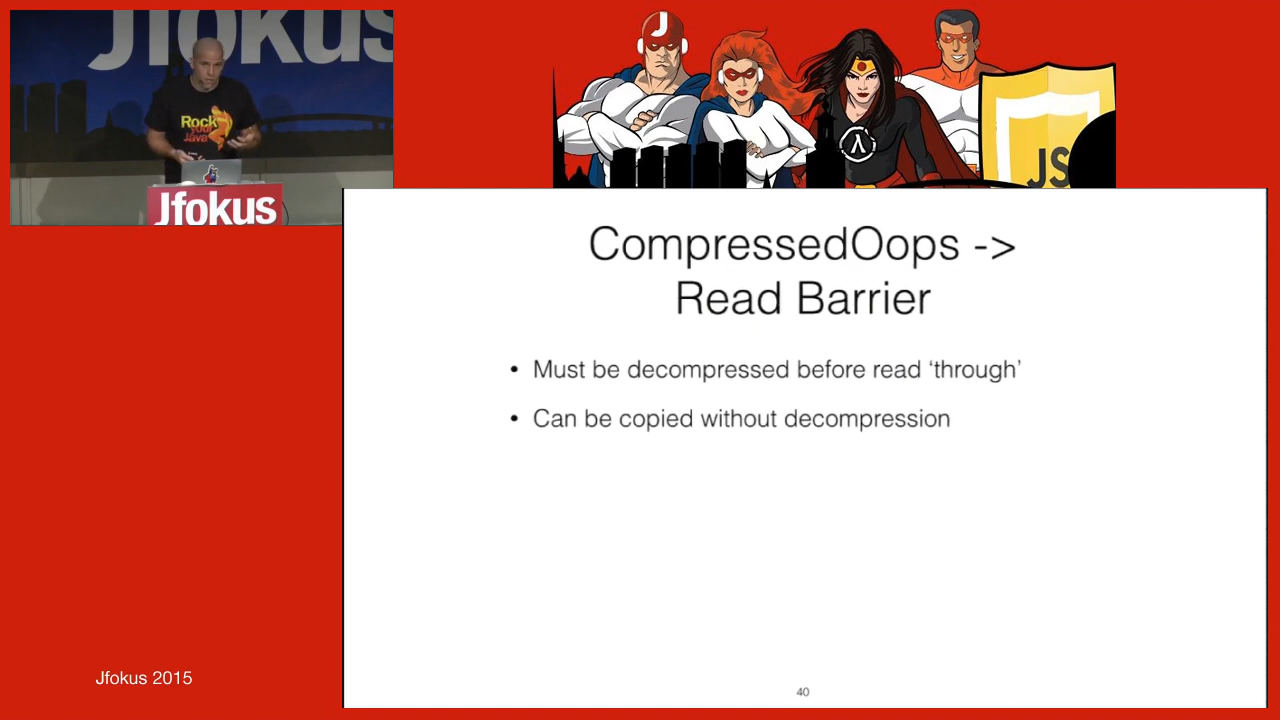 Jfokus
Rock
Your
Java
Jfokus
J
JS
CompressedOops ->
Read Barrier
• Must be decompressed before read ‘through’
• Can be copied without decompression
40
Jfokus 2015